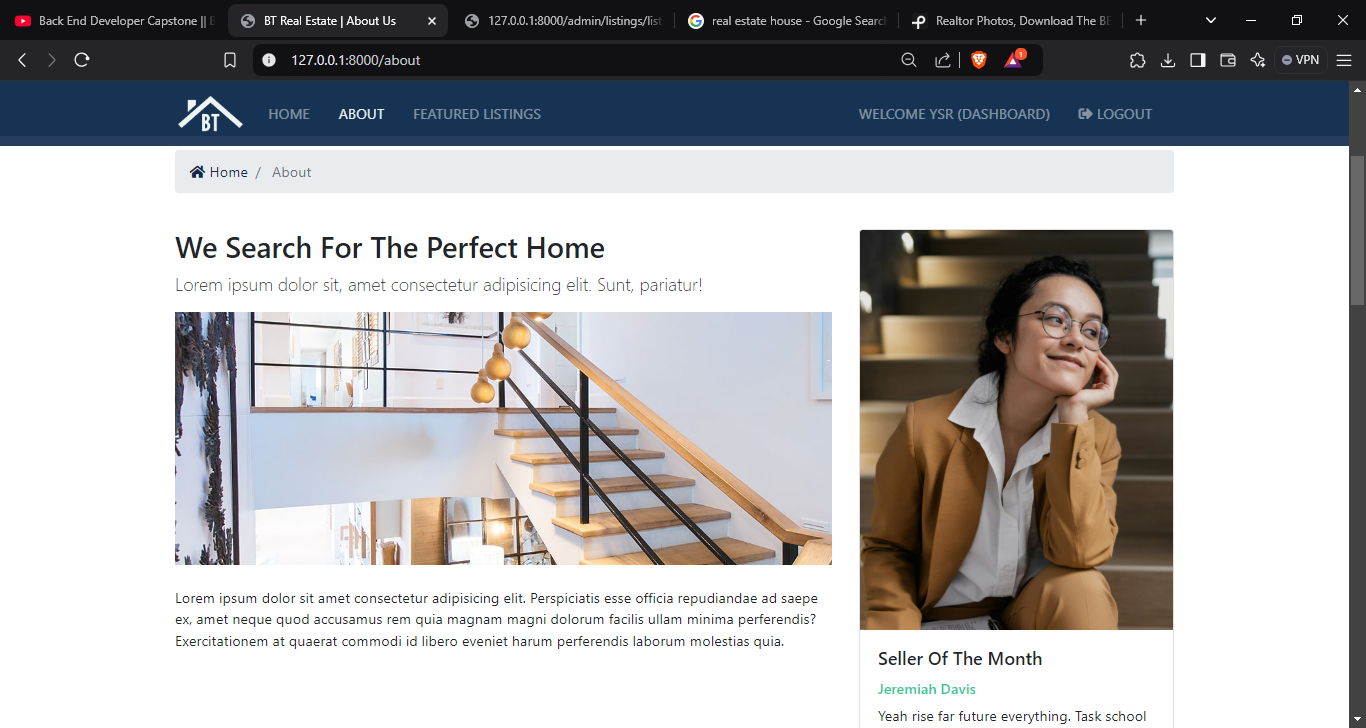 Back End Developer Capstone || B
BT Real Estate | About Us
127.0.0.1:8000/admin/listings/list
real estate house - Google Search
Realtor Photos, Download The BE
127.0.0.1:8000/about
1
VPN
BT
HOME
ABOUT
FEATURED LISTINGS
WELCOME YSR (DASHBOARD)
LOGOUT
Home / About
We Search For The Perfect Home
Lorem ipsum dolor sit, amet consectetur adipisicing elit. Sunt, pariatur!
Lorem ipsum dolor sit amet consectetur adipisicing elit. Perspiciatis esse officia repudiandae ad saepe
ex, amet neque quod accusamus rem quia magnam magni dolorum facilis ullam minima perferendis?
Exercitationem at quaerat commodi id libero eveniet harum perferendis laborum molestias quia.
Seller Of The Month
Jeremiah Davis
Yeah rise far future everything. Task school